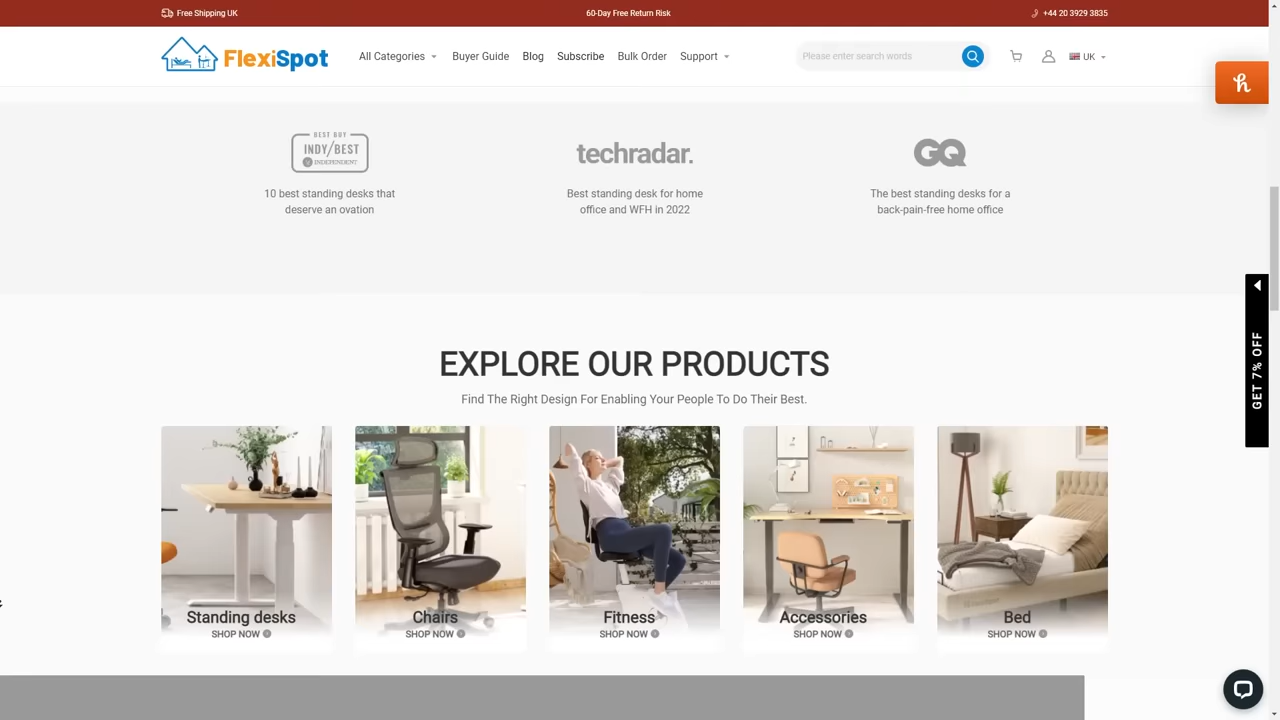 Free Shipping UK
60-Day Free Return Risk
+44 20 3929 3835
FlexiSpot
All Categories
Buyer Guide
Blog
Subscribe
Bulk Order
Support
Please enter search words
UK
BEST BUY
INDY/BEST
INDEPENDENT
techradar.
GQ
10 best standing desks that
deserve an ovation
Best standing desk for home
office and WFH in 2022
The best standing desks for a
back-pain-free home office
GET 7% OFF
EXPLORE OUR PRODUCTS
Find The Right Design For Enabling Your People To Do Their Best.
Standing desks
SHOP NOW
Chairs
SHOP NOW
Fitness
SHOP NOW
Accessories
SHOP NOW
Bed
SHOP NOW